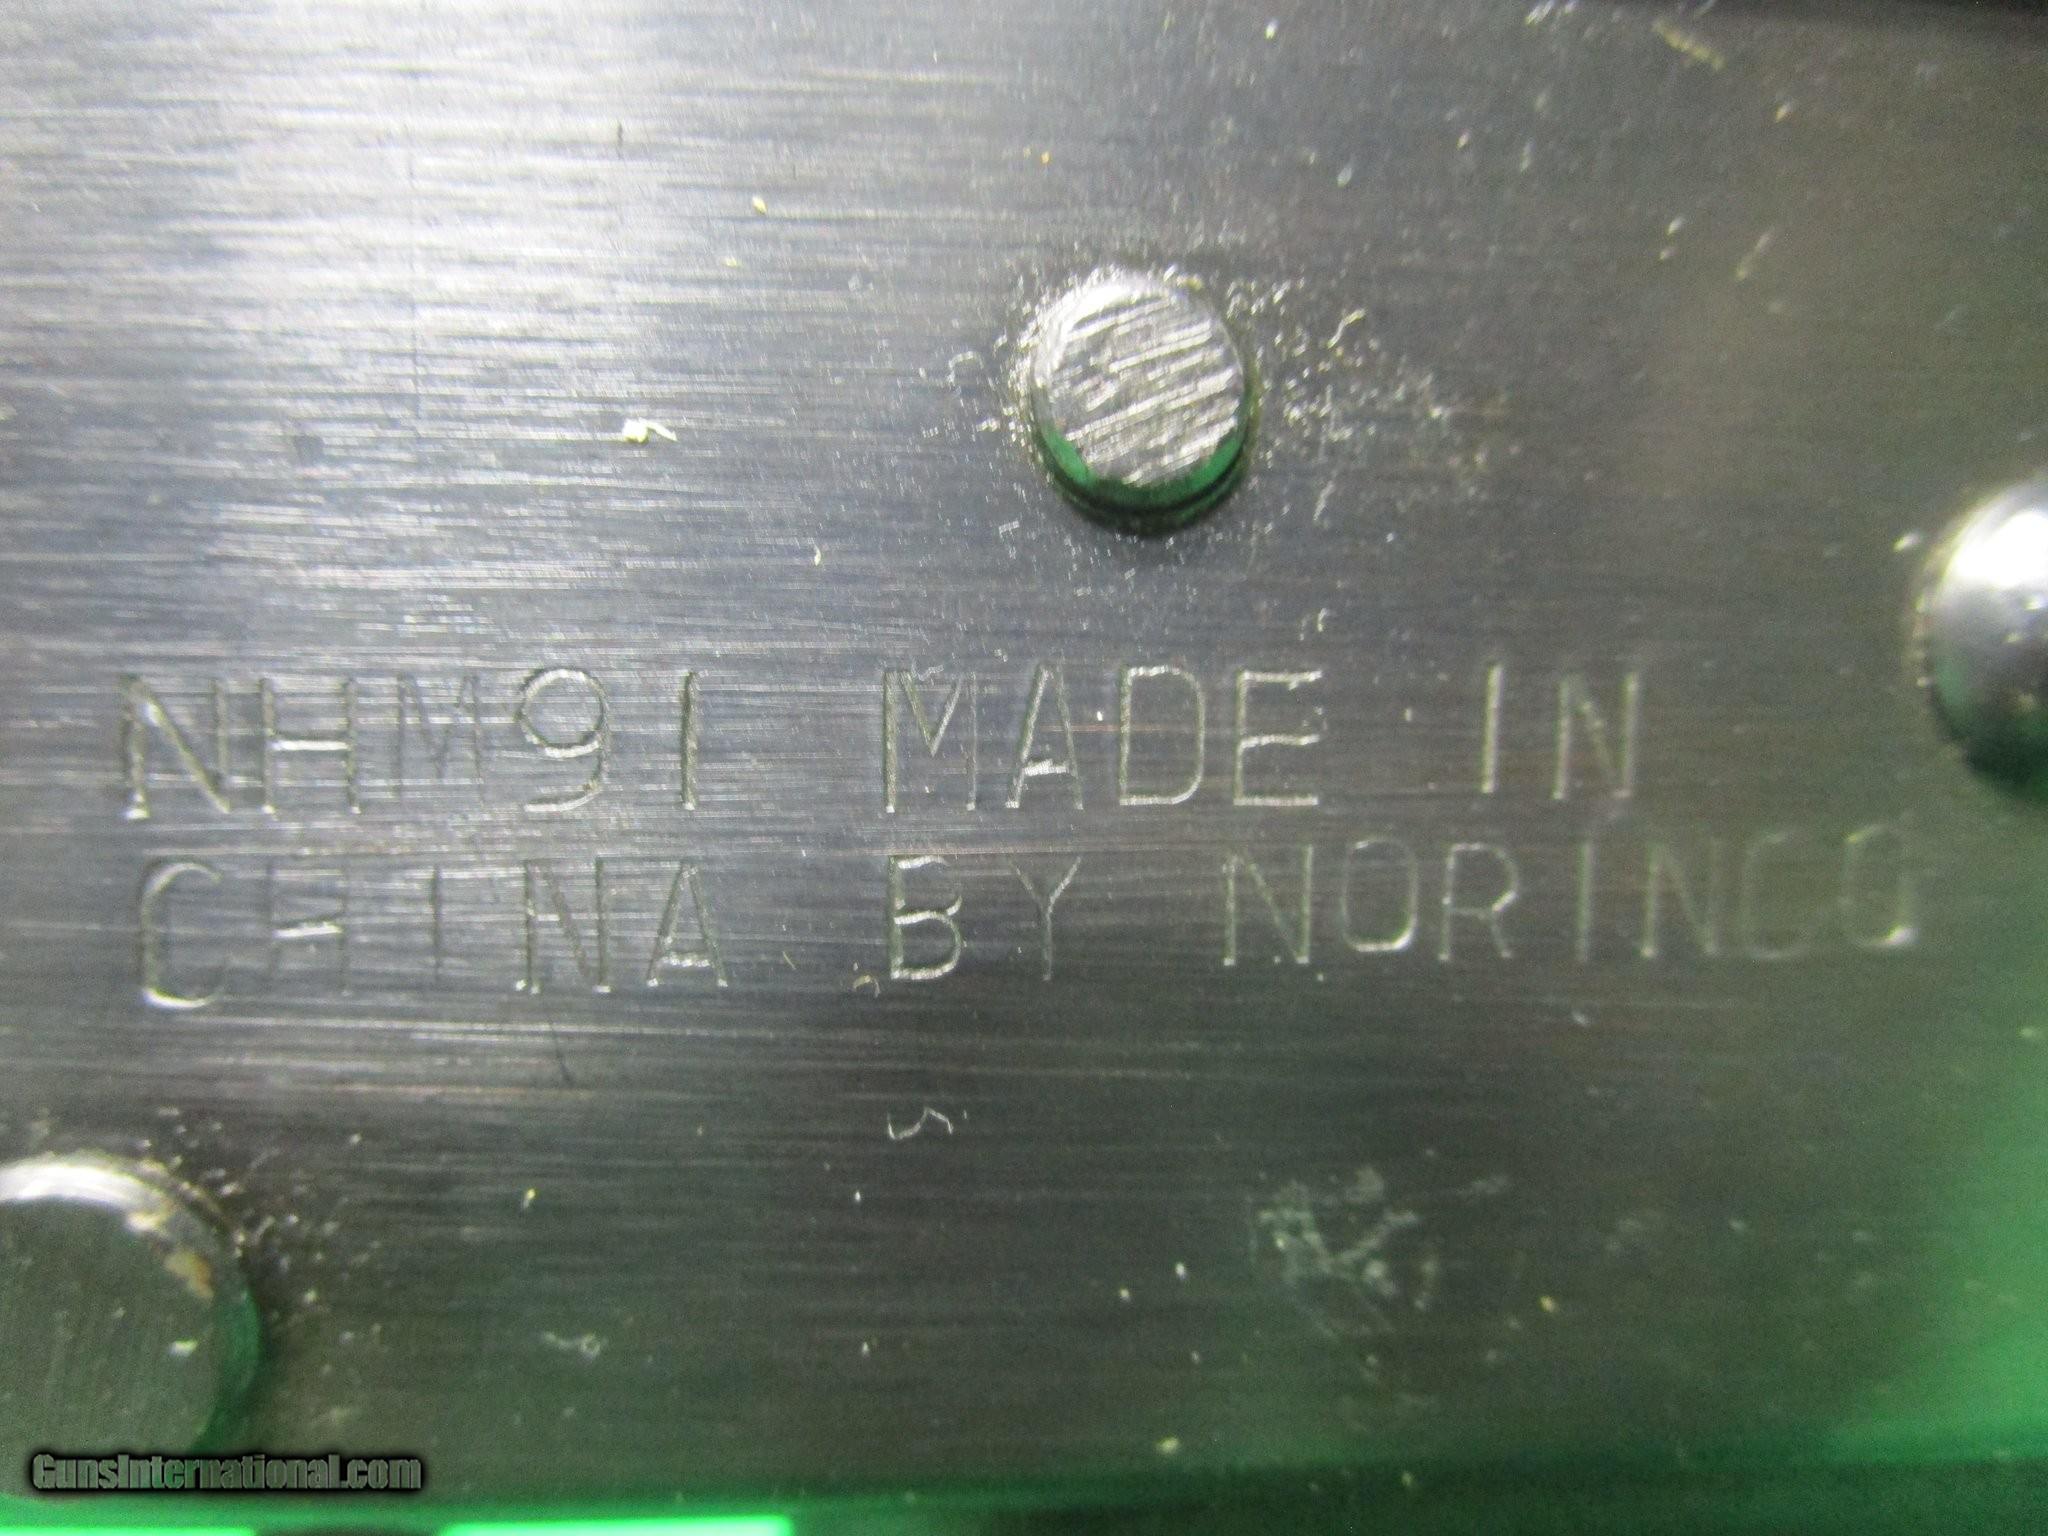 NHM91 MADE IN
CHINA BY NORINCO
GunsInternational.com